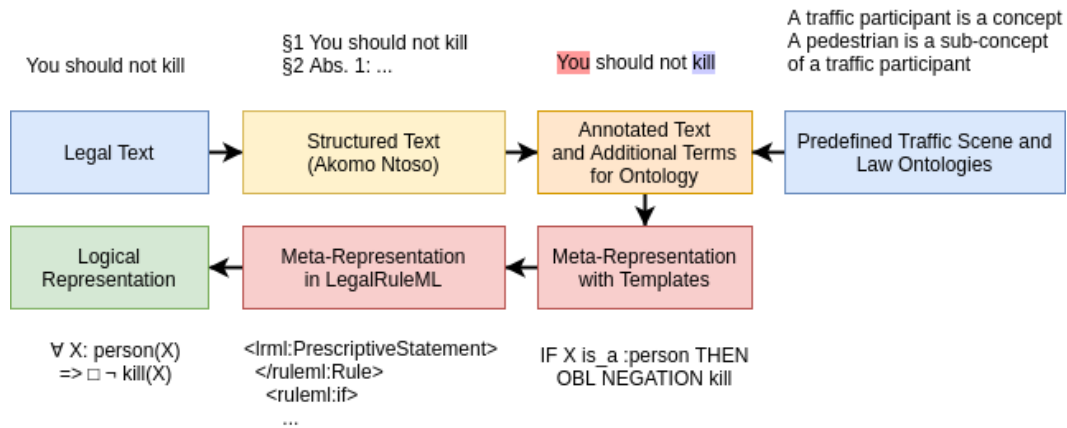 You should not kill
§1 You should not kill
§2 Abs. 1: ...
You should not kill
A traffic participant is a concept
A pedestrian is a sub-concept
of a traffic participant
Legal Text
Structured Text
(Akomo Ntoso)
Annotated Text
and Additional Terms
for Ontology
Predefined Traffic Scene and
Law Ontologies
Logical
Representation
Meta-Representation
in LegalRuleML
Meta-Representation
with Templates
∀ X: person(X)
=> □ ¬ kill(X)
<lrml:PrescriptiveStatement>
</ruleml:Rule>
<ruleml:if>
...
IF X is_a :person THEN
OBL NEGATION kill